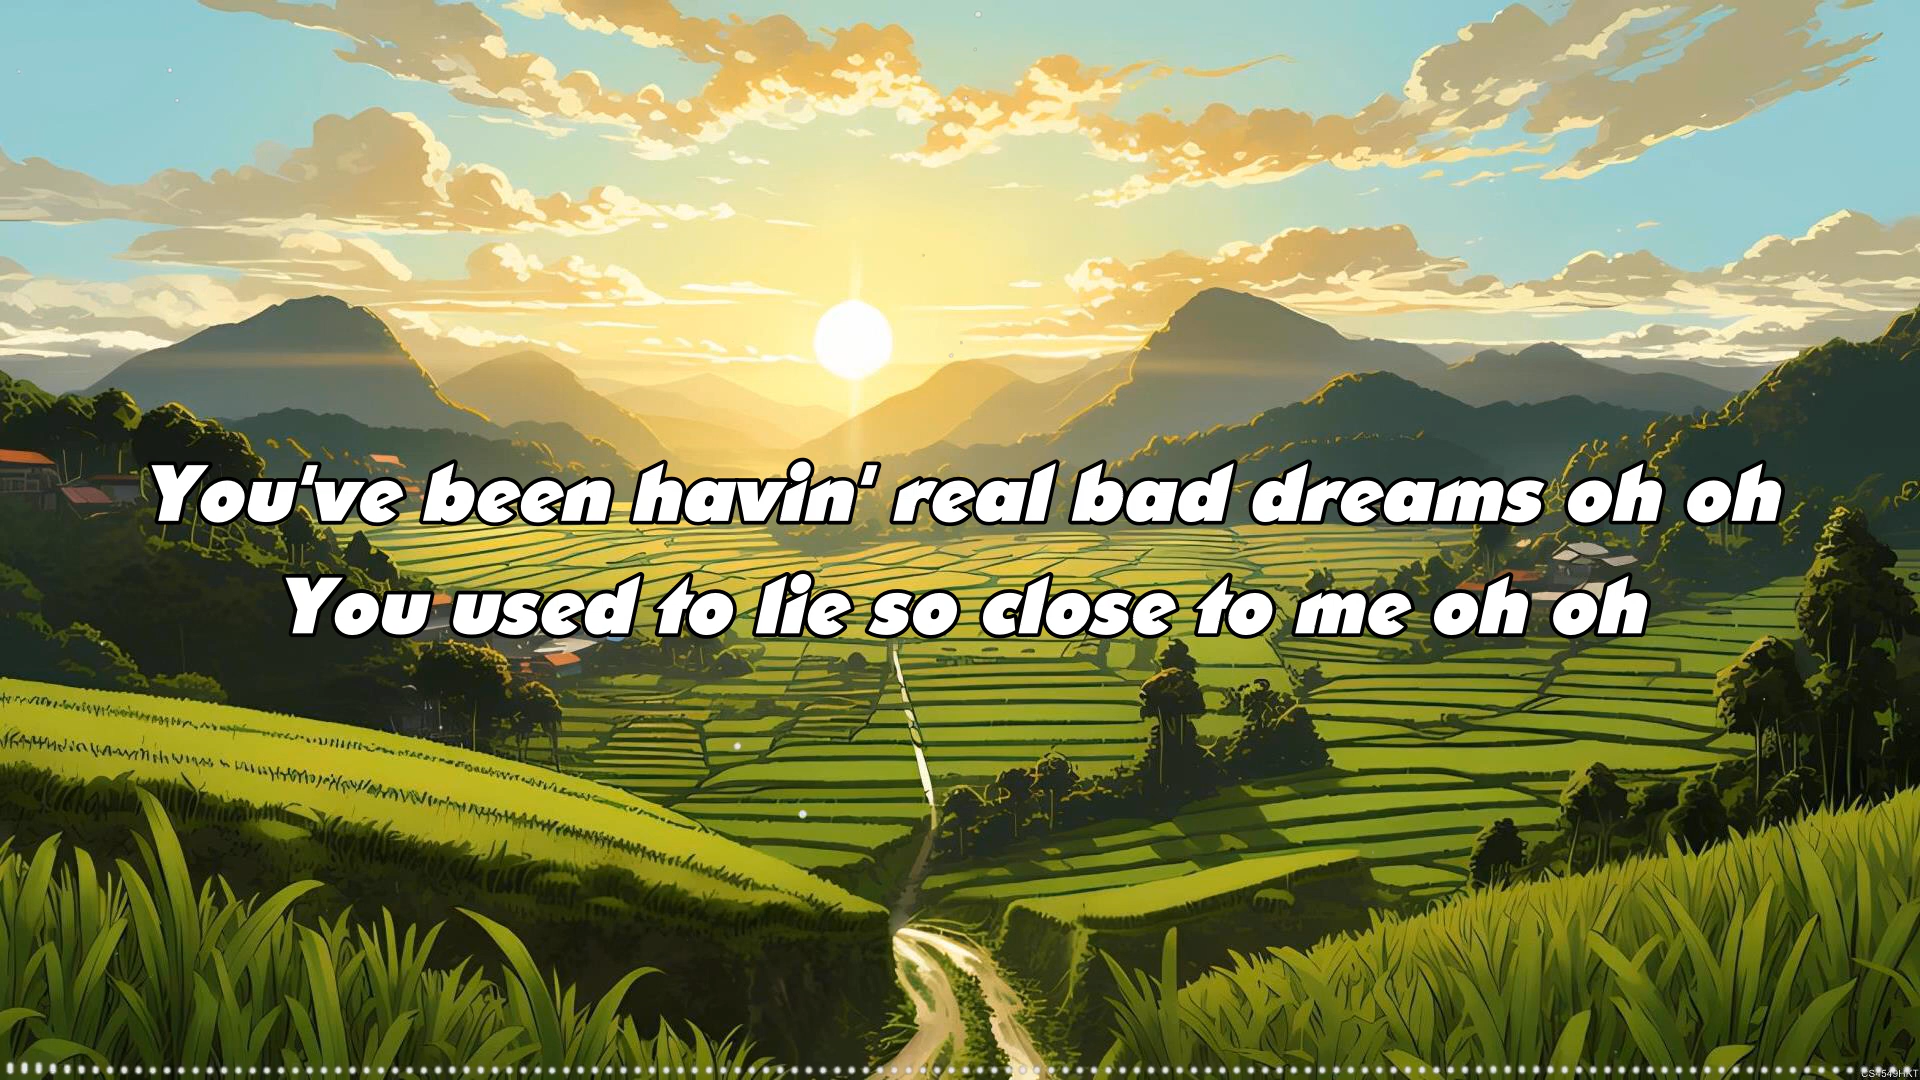 You've been havin' real bad dreams oh oh
You used to lie so close to me oh oh
CS4549HKT